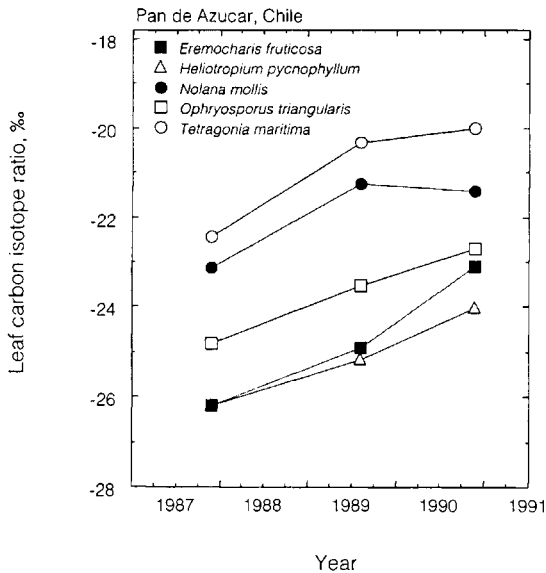 Pan de Azucar, Chile
-18
-20
-22
-24
-26
-28
Leaf carbon isotope ratio, ‰
Eremocharis fruticosa
Heliotropium pycnophyllum
Nolana mollis
Ophryosporus triangularis
Tetragonia maritima
1987 1988 1989 1990 1991
Year